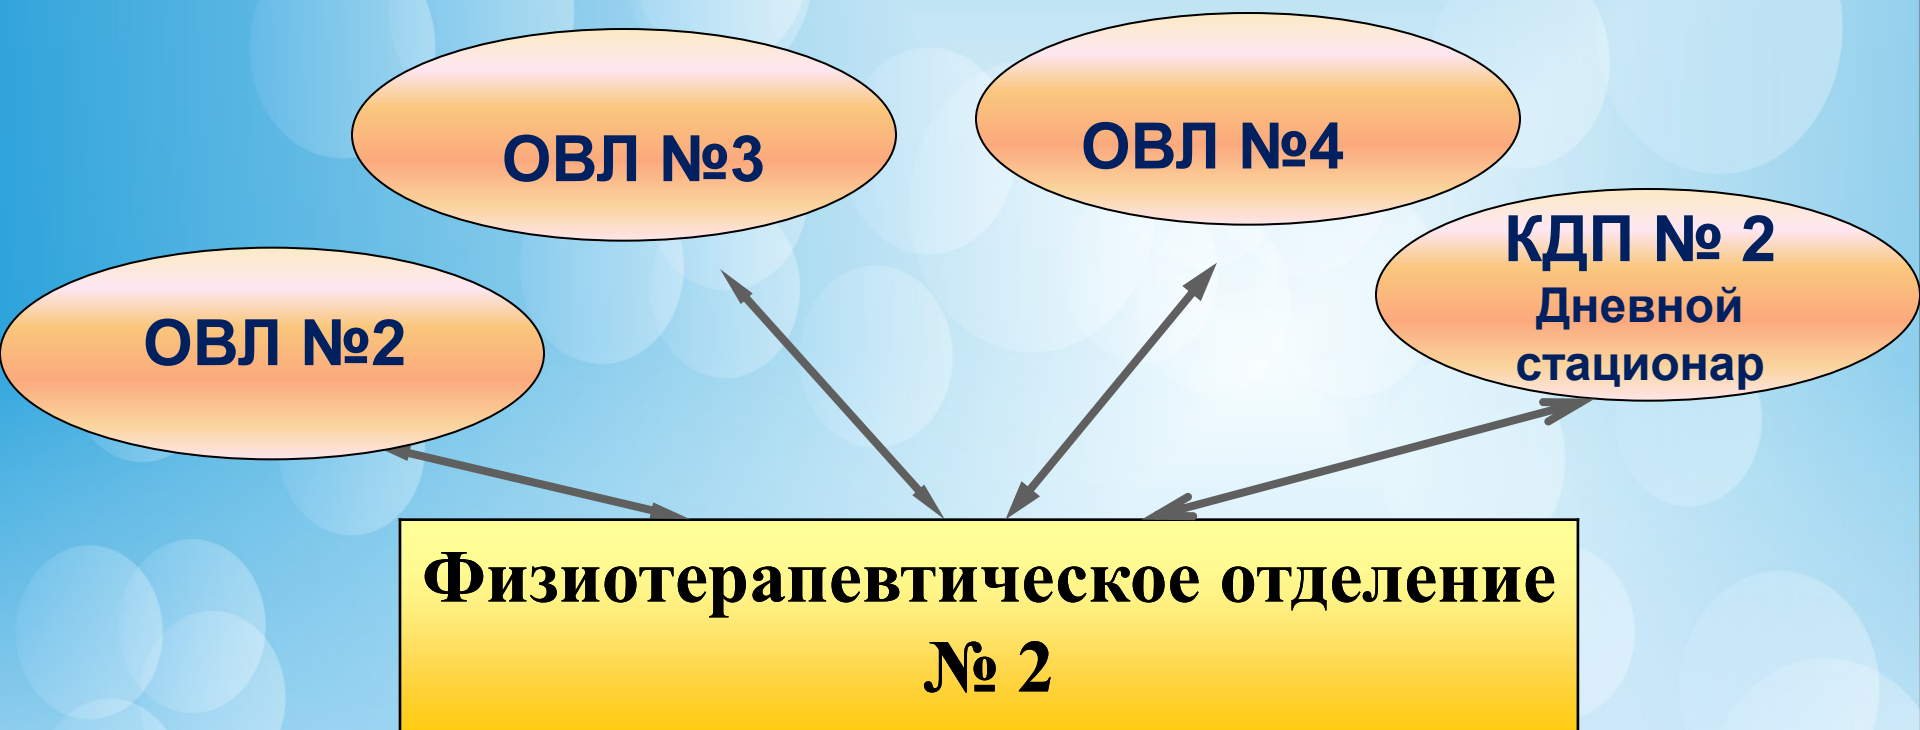 ОВЛ №3
ОВЛ №4
КДП № 2
Дневной
стационар
ОВЛ №2
Физиотерапевтическое отделение
№ 2